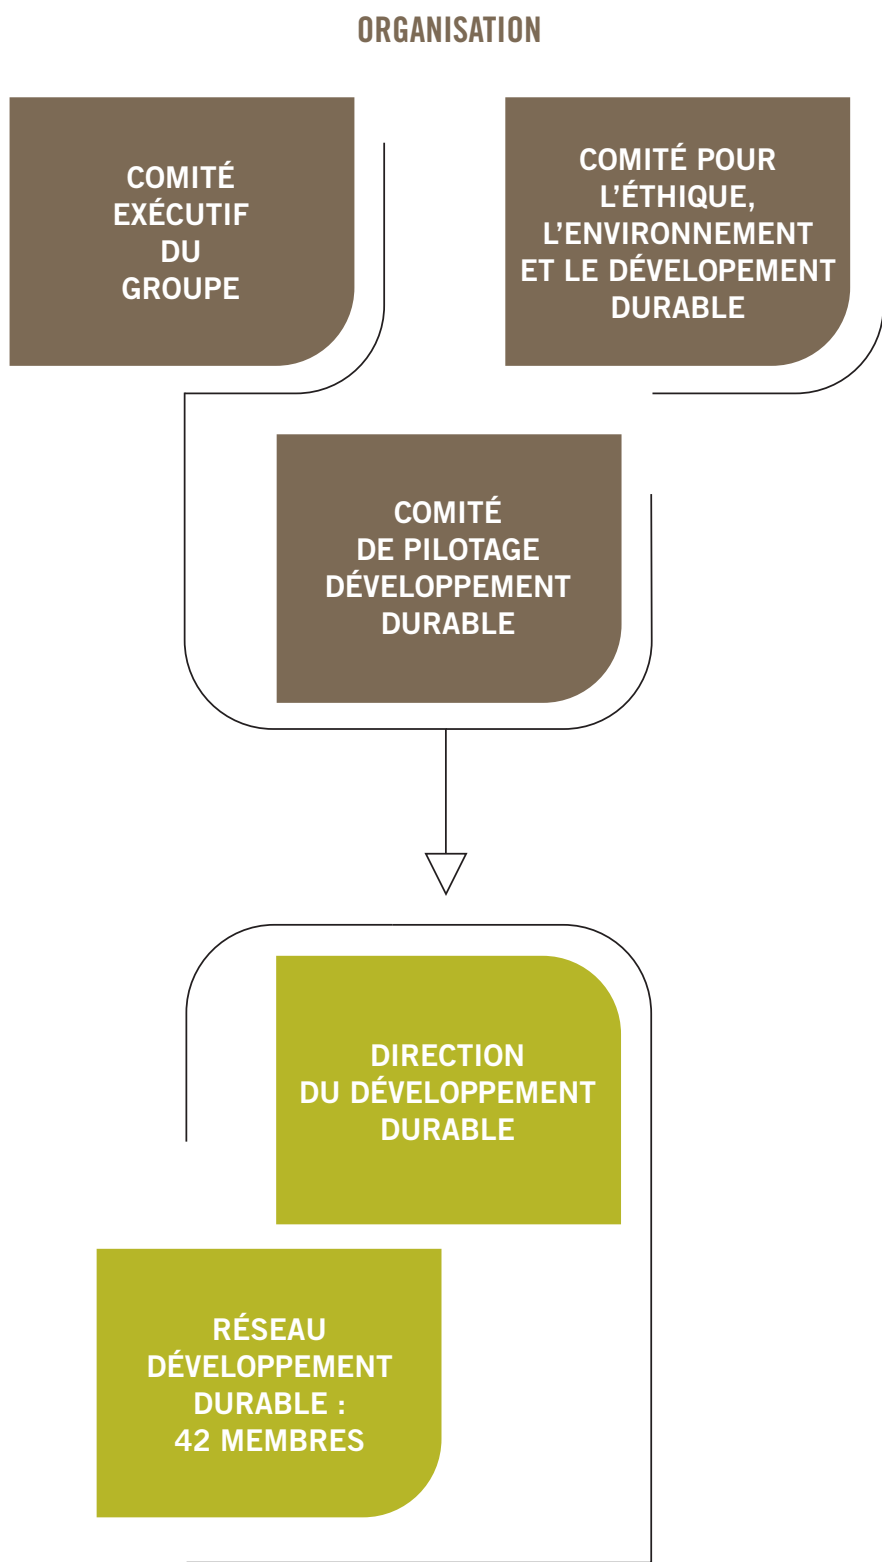 ORGANISATION
COMITÉ
EXÉCUTIF
DU
GROUPE
COMITÉ POUR
L'ÉTHIQUE,
L'ENVIRONNEMENT
ET LE DÉVELOPEMENT
DURABLE
COMITÉ
DE PILOTAGE
DÉVELOPPEMENT
DURABLE
DIRECTION
DU DÉVELOPPEMENT
DURABLE
RÉSEAU
DÉVELOPPEMENT
DURABLE :
42 MEMBRES